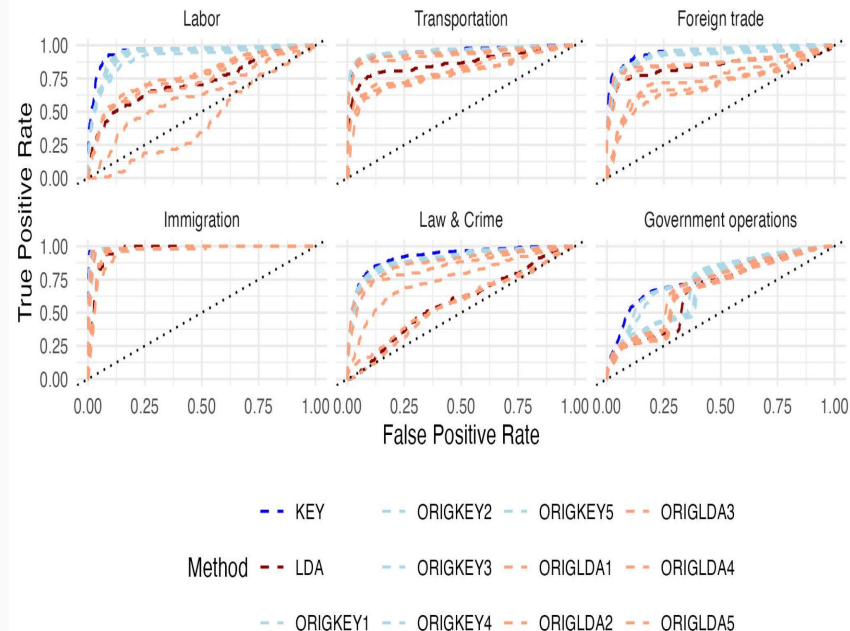 Labor Transportation Foreign trade
1.00
0.75
0.50
0.25
0.00
Immigration Law & Crime Government operations
1.00
0.75
0.50
0.25
0.00
True Positive Rate
0.00 0.25 0.50 0.75 1.00 0.00 0.25 0.50 0.75 1.00 0.00 0.25 0.50 0.75 1.00
False Positive Rate
Method
KEY ORIGKEY2 ORIGKEY5 ORIGLDA3
LDA ORIGKEY3 ORIGLDA1 ORIGLDA4
ORIGKEY1 ORIGKEY4 ORIGLDA2 ORIGLDA5